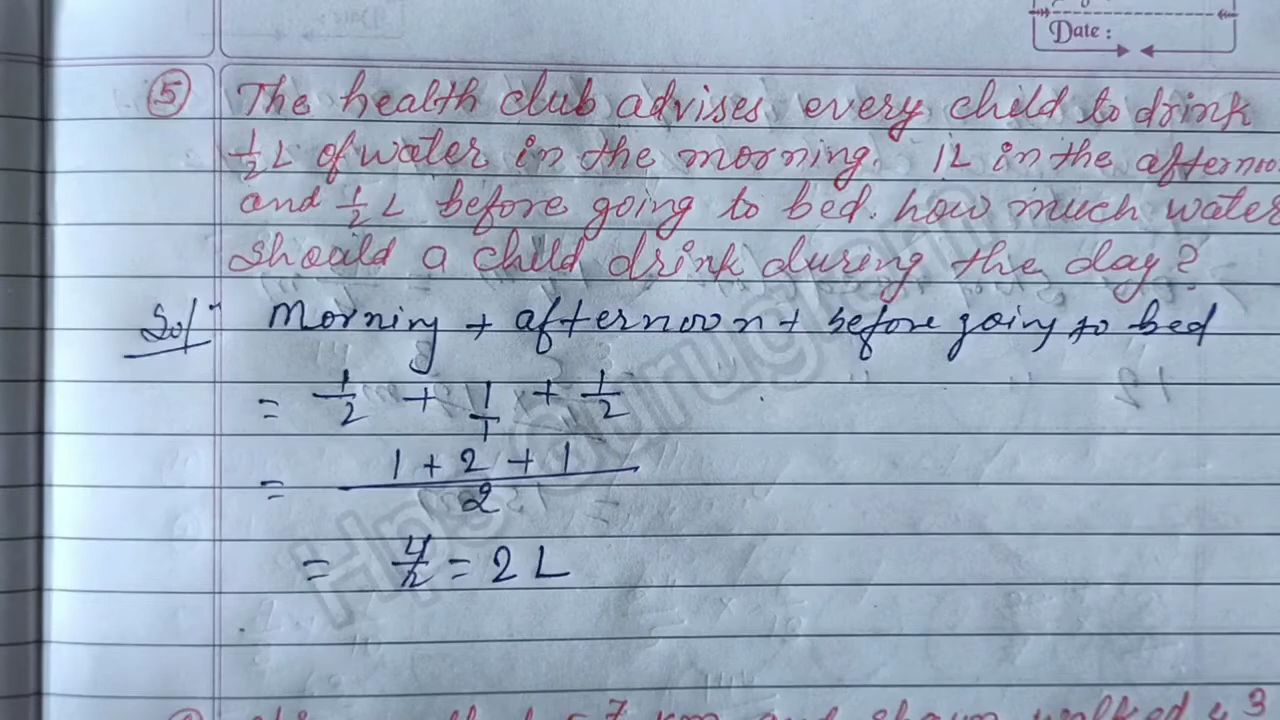 Date :
5 The health club advises every child to drink
1/2 L of water in the morning. 1L in the afternoo
and 1/2 L before going to bed. how much water
should a child drink during the day?
Sol^n Morning + afternoon + before going to bed
= 1/2 + 1/1 + 1/2
= (1 + 2 + 1)/2
= 4/2 = 2 L